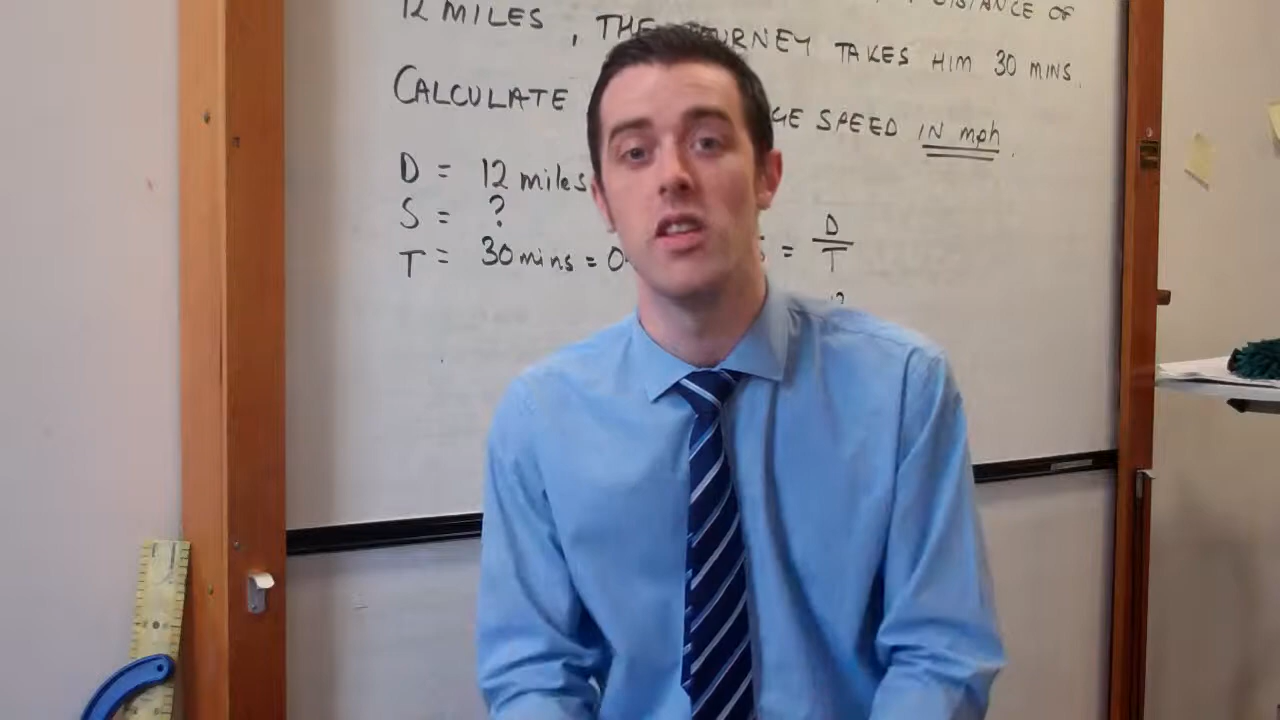 DISTANCE OF
12 MILES, THE JOURNEY TAKES HIM 30 MINS.
CALCULATE SPEED IN mph.
D = 12 miles
S = ?
T = 30 mins = 0
= D
T